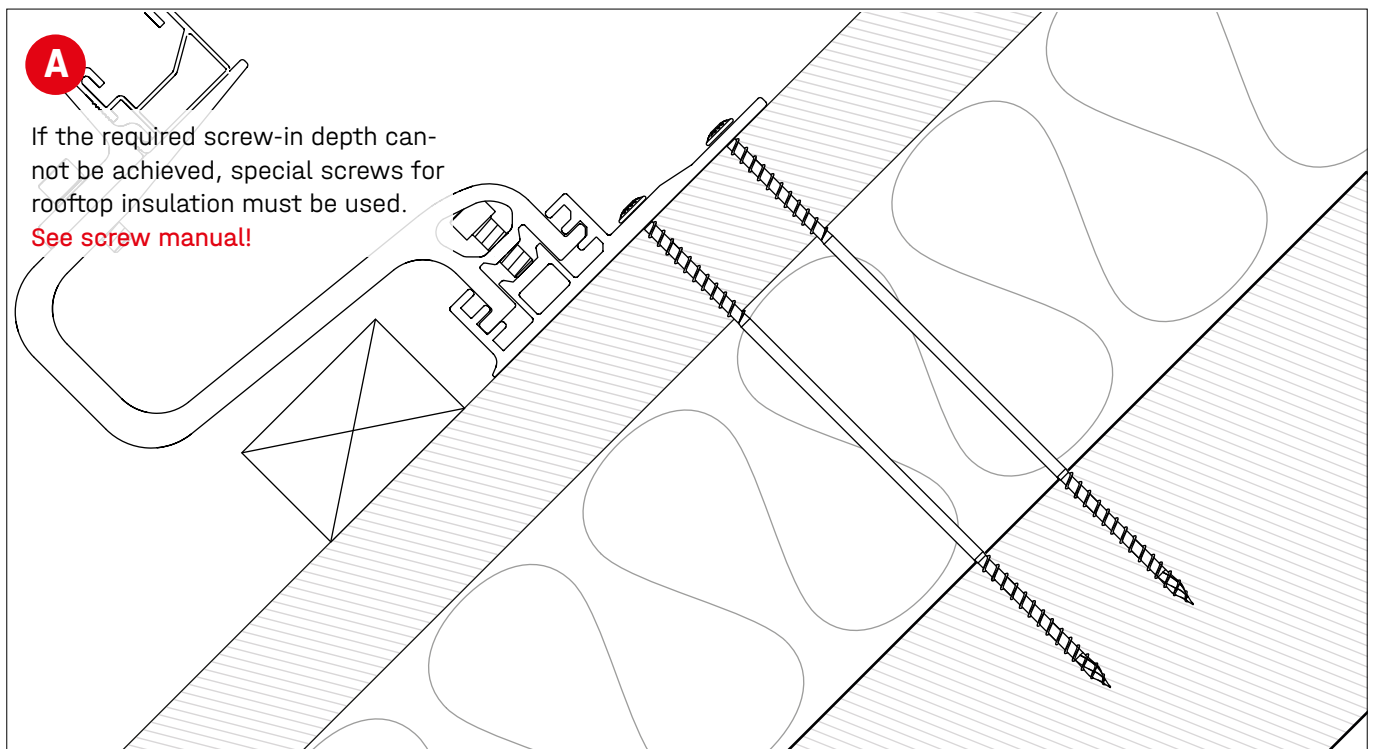 A
If the required screw-in depth can-
not be achieved, special screws for
rooftop insulation must be used.
See screw manual!